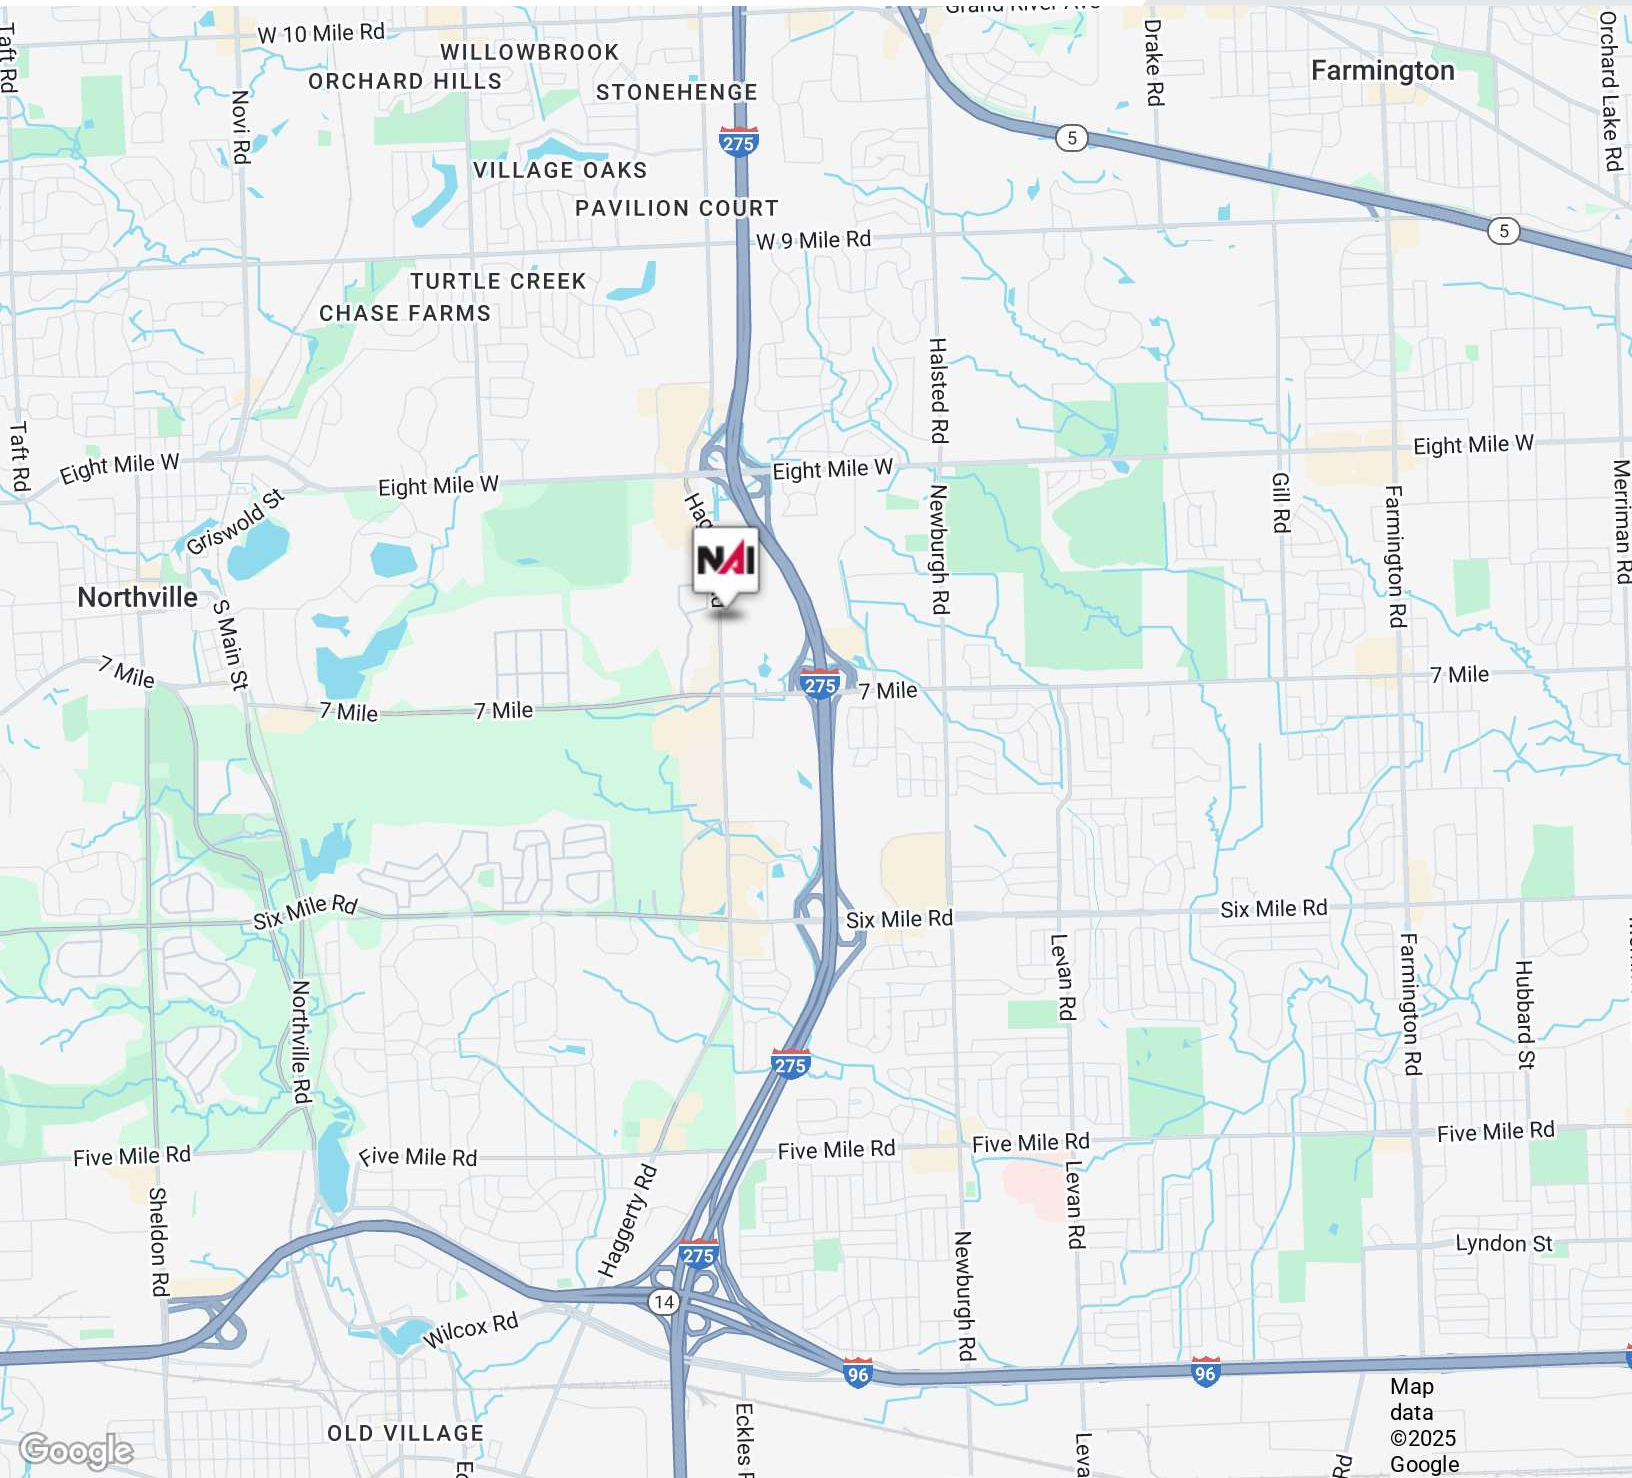 Grand River Ave
W 10 Mile Rd
WILLOWBROOK
ORCHARD HILLS
STONEHENGE
Farmington
Taft Rd
Novi Rd
Drake Rd
Orchard Lake Rd
275
5
VILLAGE OAKS
PAVILION COURT
W 9 Mile Rd
5
TURTLE CREEK
CHASE FARMS
Halsted Rd
Taft Rd
Eight Mile W
Eight Mile W
Eight Mile W
Eight Mile W
Griswold St
Newburgh Rd
Gill Rd
Farmington Rd
Merriman Rd
NAI
Northville
S Main St
7 Mile
275
7 Mile
7 Mile
7 Mile
7 Mile
Six Mile Rd
Six Mile Rd
Six Mile Rd
Levan Rd
Farmington Rd
Hubbard St
Northville Rd
275
Five Mile Rd
Five Mile Rd
Five Mile Rd
Five Mile Rd
Five Mile Rd
Sheldon Rd
Haggerty Rd
Levan Rd
Newburgh Rd
Lyndon St
275
14
Wilcox Rd
96
96
OLD VILLAGE
Eckles
Google
Map
data
©2025
Google